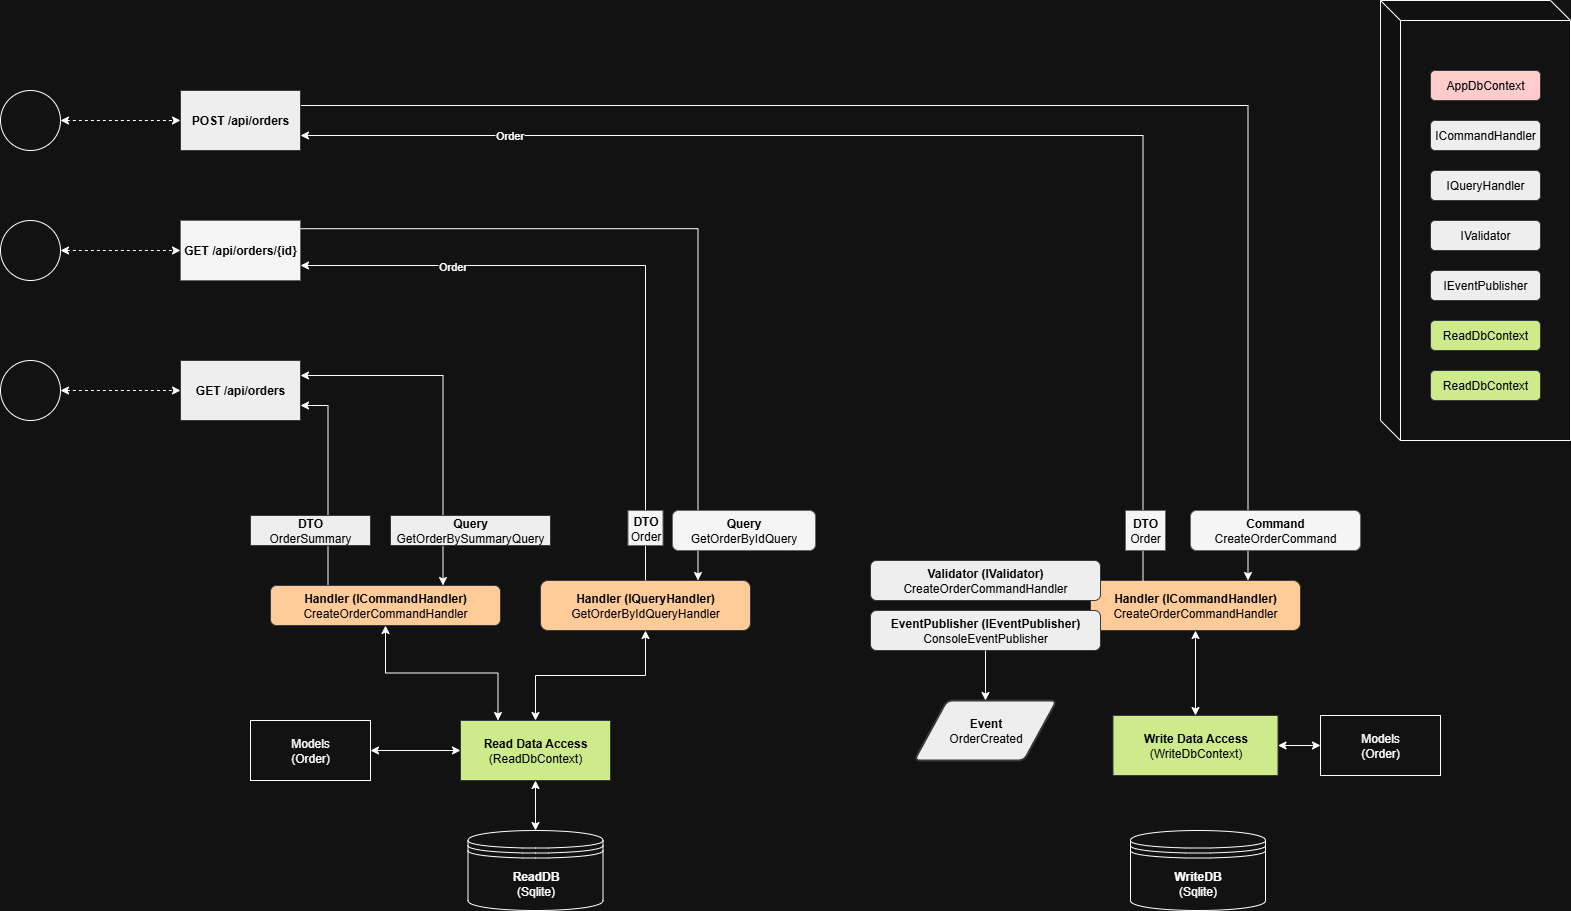 AppDbContext
ICommandHandler
IQueryHandler
IValidator
IEventPublisher
ReadDbContext
ReadDbContext
POST /api/orders
Order
GET /api/orders/{id}
Order
GET /api/orders
DTO
OrderSummary
Query
GetOrderBySummaryQuery
DTO
Order
Query
GetOrderByIdQuery
DTO
Order
Command
CreateOrderCommand
Handler (ICommandHandler)
CreateOrderCommandHandler
Handler (IQueryHandler)
GetOrderByIdQueryHandler
Validator (IValidator)
CreateOrderCommandHandler
EventPublisher (IEventPublisher)
ConsoleEventPublisher
Handler (ICommandHandler)
CreateOrderCommandHandler
Event
OrderCreated
Models
(Order)
Read Data Access
(ReadDbContext)
Write Data Access
(WriteDbContext)
Models
(Order)
ReadDB
(Sqlite)
WriteDB
(Sqlite)